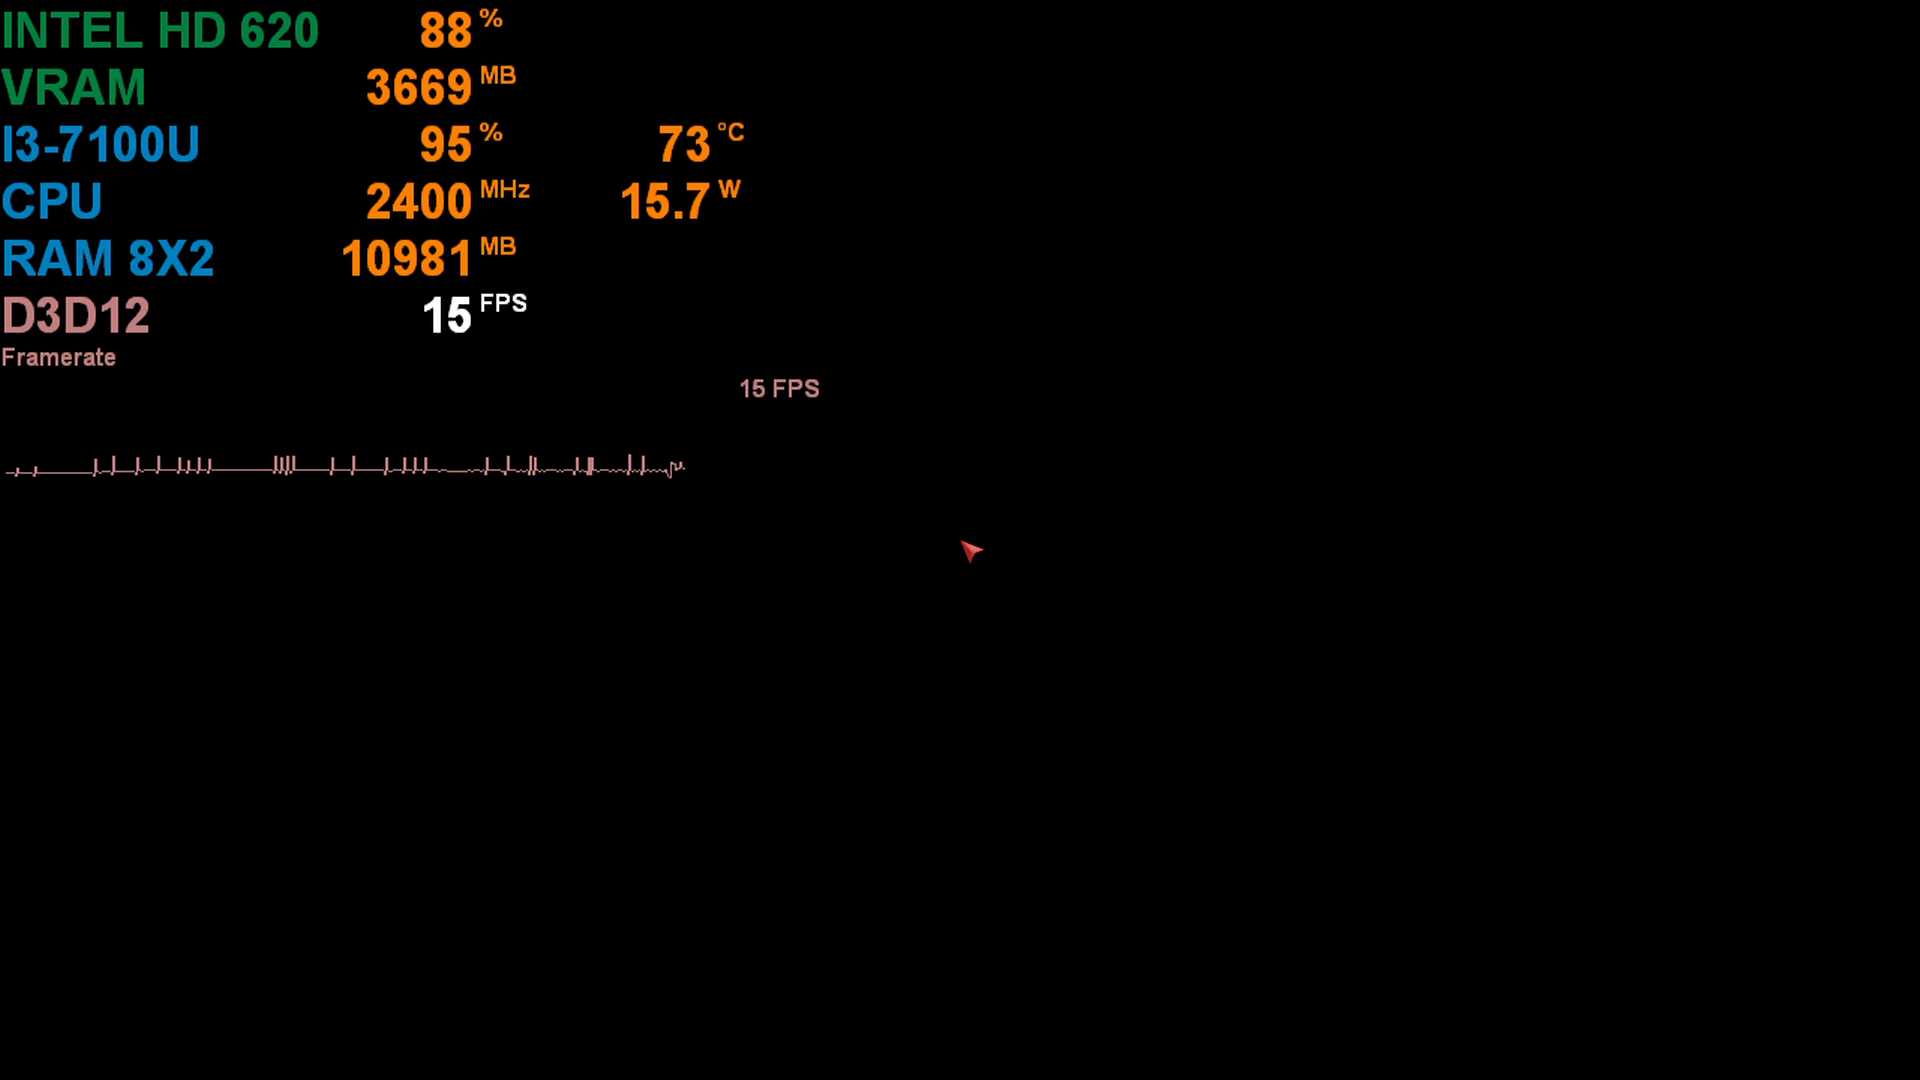 INTEL HD 620 88 %
VRAM 3669 MB
I3-7100U 95 % 73 °C
CPU 2400 MHz 15.7 W
RAM 8X2 10981 MB
D3D12 15 FPS
Framerate
15 FPS